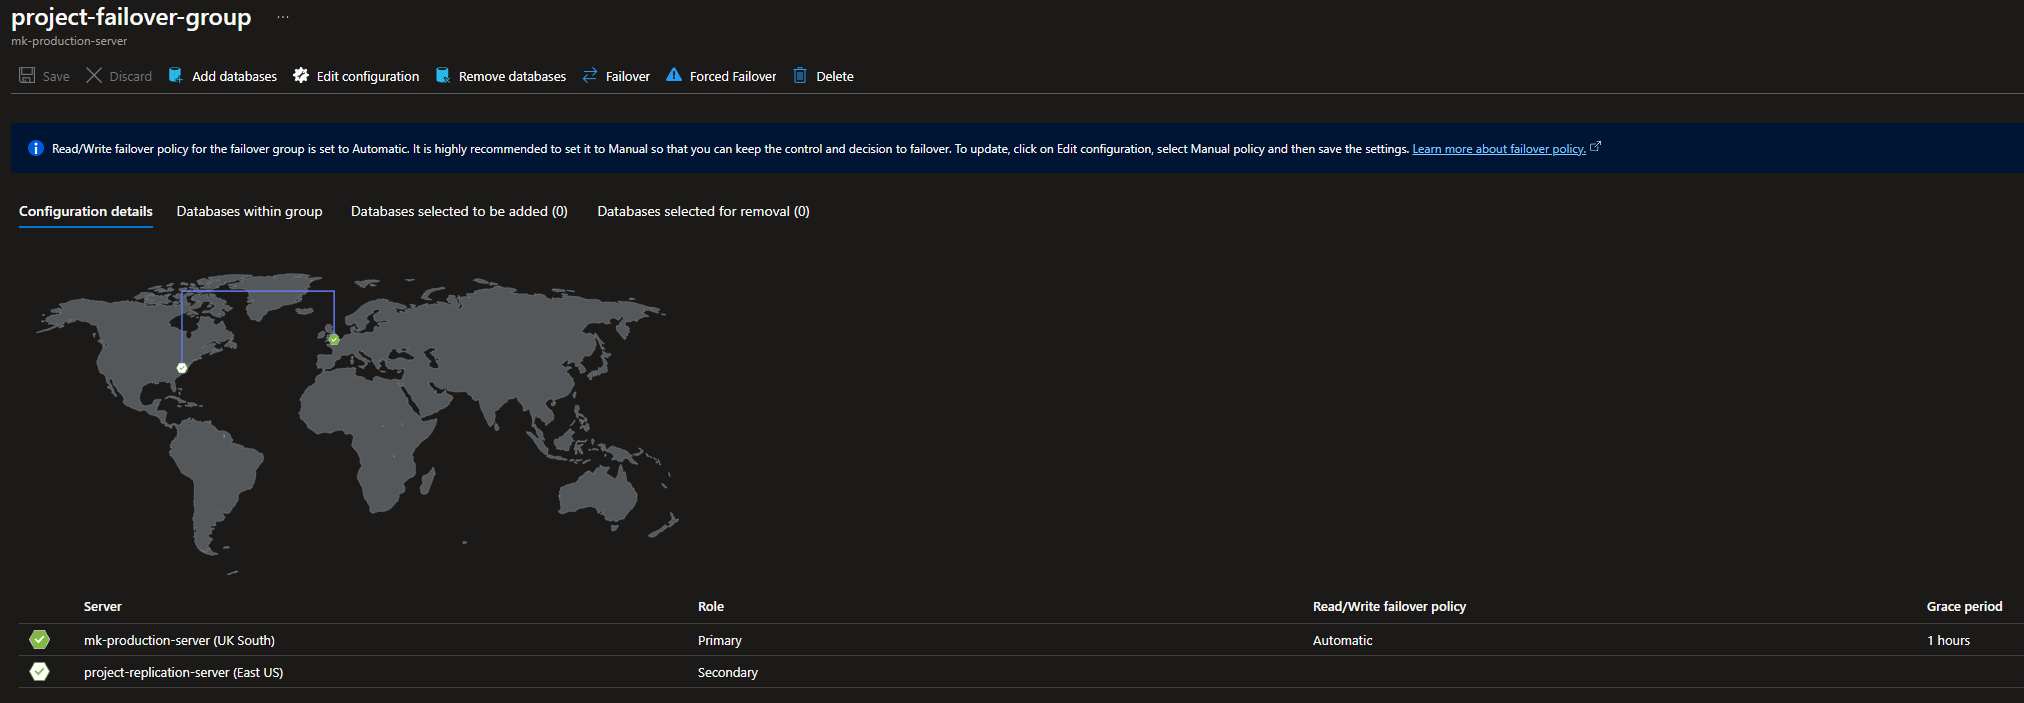 project-failover-group ...
mk-production-server
Save Discard Add databases Edit configuration Remove databases Failover Forced Failover Delete
Read/Write failover policy for the failover group is set to Automatic. It is highly recommended to set it to Manual so that you can keep the control and decision to failover. To update, click on Edit configuration, select Manual policy and then save the settings. Learn more about failover policy.
Configuration details Databases within group Databases selected to be added (0) Databases selected for removal (0)
Server Role Read/Write failover policy Grace period
mk-production-server (UK South) Primary Automatic 1 hours
project-replication-server (East US) Secondary